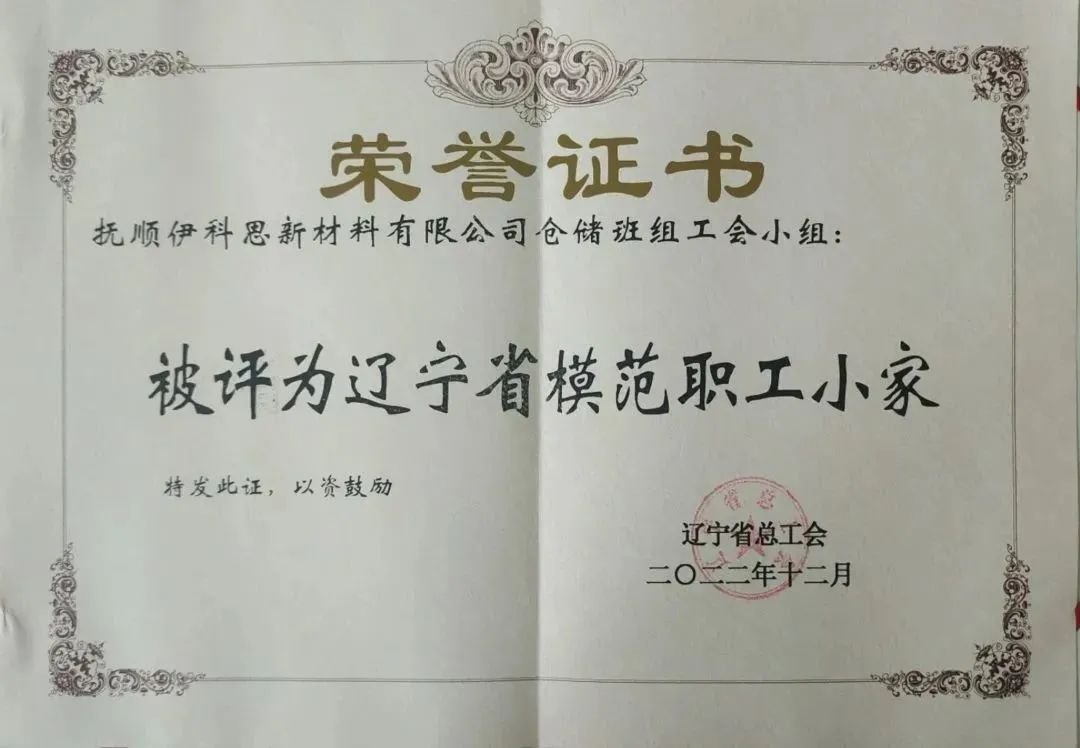 荣誉证书
抚顺伊科思新材料有限公司仓储班组工会小组:
被评为辽宁省模范职工小家
特发此证,以资鼓励
省总
辽宁省总工会
二〇二二年十二月